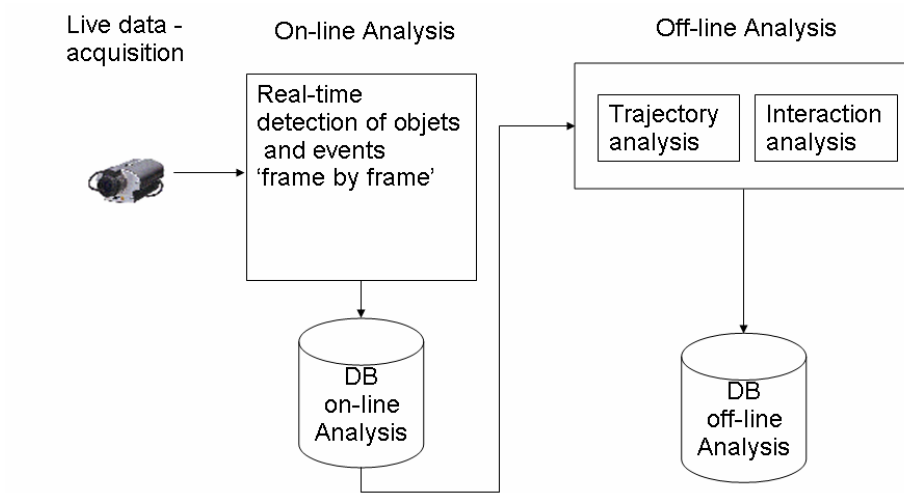 Live data -
acquisition
On-line Analysis
Real-time
detection of objets
and events
‘frame by frame’
DB
on-line
Analysis
Off-line Analysis
Trajectory
analysis
Interaction
analysis
DB
off-line
Analysis